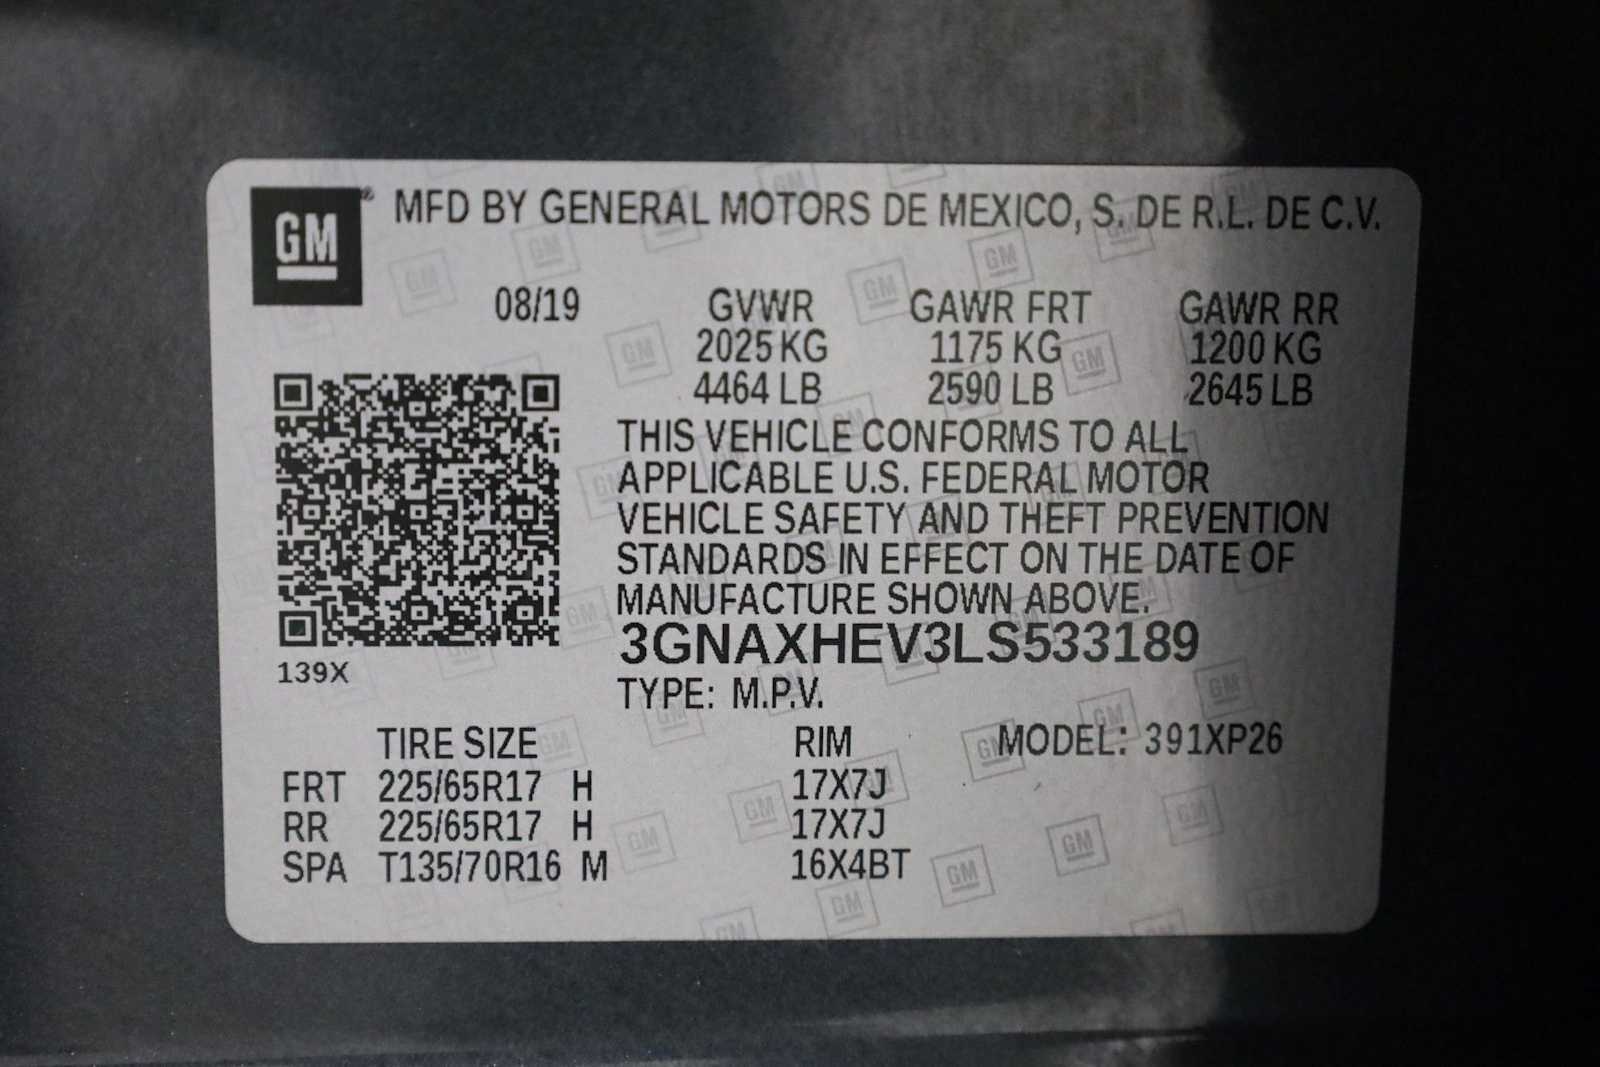 GM ® MFD BY GENERAL MOTORS DE MEXICO, S. DE R.L. DE C.V.
08/19 GVWR GAWR FRT GAWR RR
2025 KG 1175 KG 1200 KG
4464 LB 2590 LB 2645 LB
THIS VEHICLE CONFORMS TO ALL
APPLICABLE U.S. FEDERAL MOTOR
VEHICLE SAFETY AND THEFT PREVENTION
STANDARDS IN EFFECT ON THE DATE OF
MANUFACTURE SHOWN ABOVE.
3GNAXHEV3LS533189
139X
TYPE: M.P.V.
TIRE SIZE RIM MODEL: 391XP26
FRT 225/65R17 H 17X7J
RR 225/65R17 H 17X7J
SPA T135/70R16 M 16X4BT